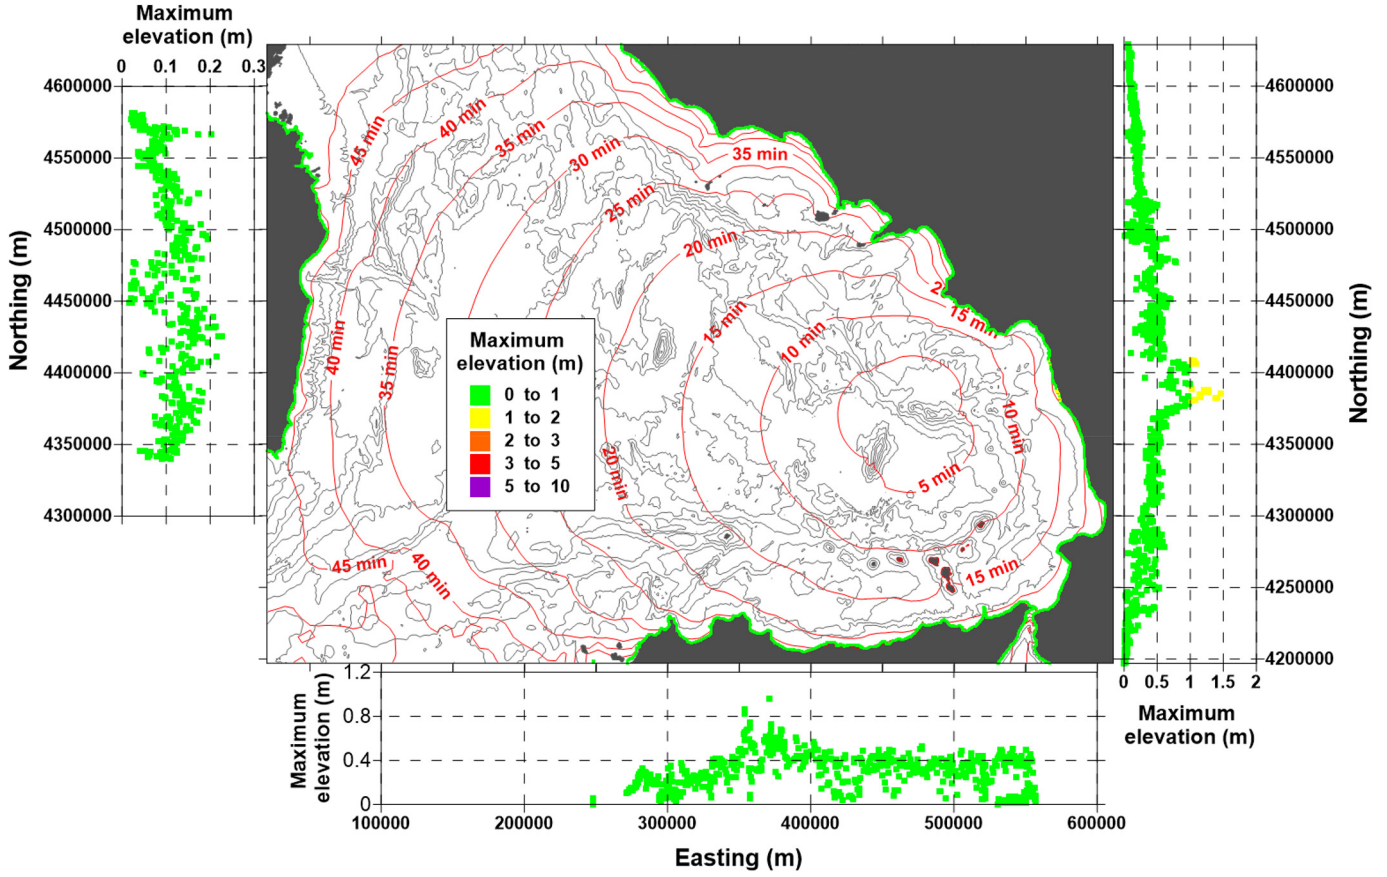 Maximum
elevation (m)
0 0.1 0.2 0.3
4600000
4550000
4500000
4450000
4400000
4350000
4300000
Northing (m)
45 min
40 min
35 min
30 min
25 min
20 min
15 min
10 min
5 min
35 min
2
15 min
10 min
15 min
20 min
40 min
35 min
45 min
40 min
Maximum
elevation (m)
0 to 1
1 to 2
2 to 3
3 to 5
5 to 10
4600000
4550000
4500000
4450000
4400000
4350000
4300000
4250000
4200000
Northing (m)
0 0.5 1 1.5 2
Maximum
elevation (m)
Maximum
elevation (m)
1.2
0.8
0.4
0
100000 200000 300000 400000 500000 600000
Easting (m)